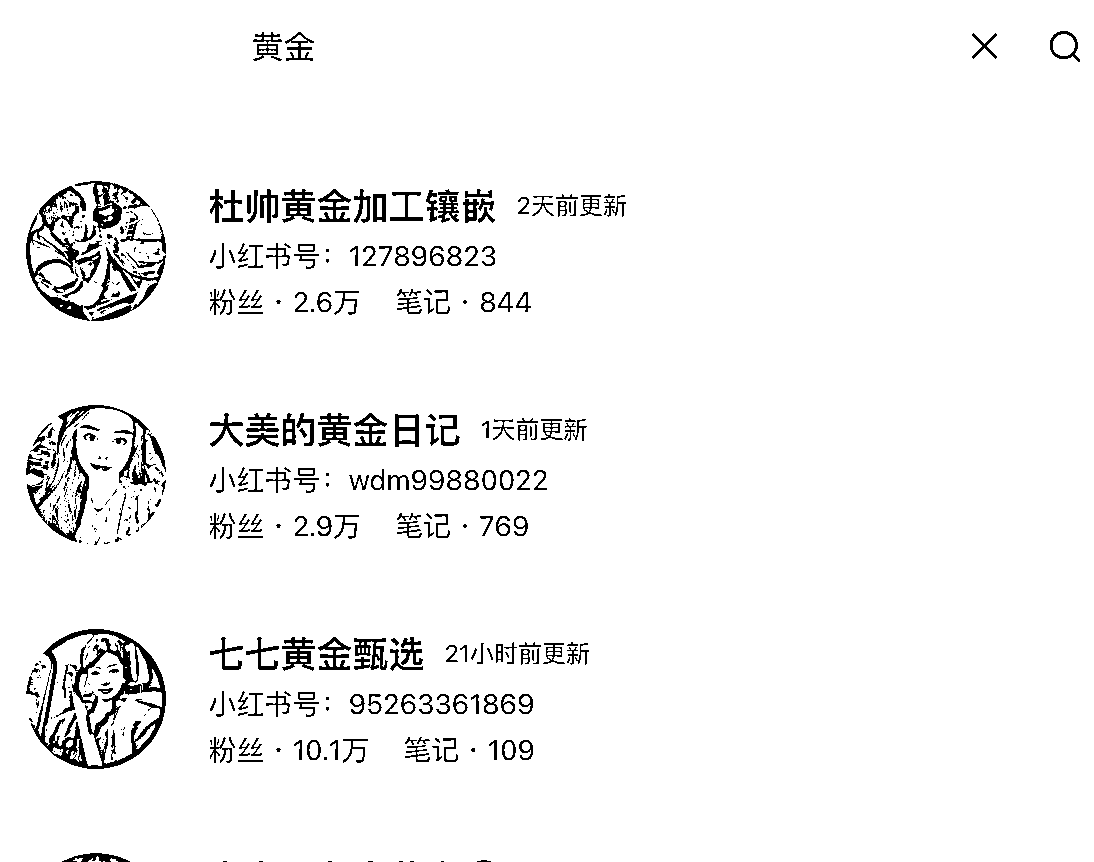 黄金
杜帅黄金加工镶嵌 2天前更新
小红书号：127896823
粉丝 · 2.6万 笔记 · 844
大美的黄金日记 1天前更新
小红书号：wdm99880022
粉丝 · 2.9万 笔记 · 769
七七黄金甄选 21小时前更新
小红书号：95263361869
粉丝 · 10.1万 笔记 · 109